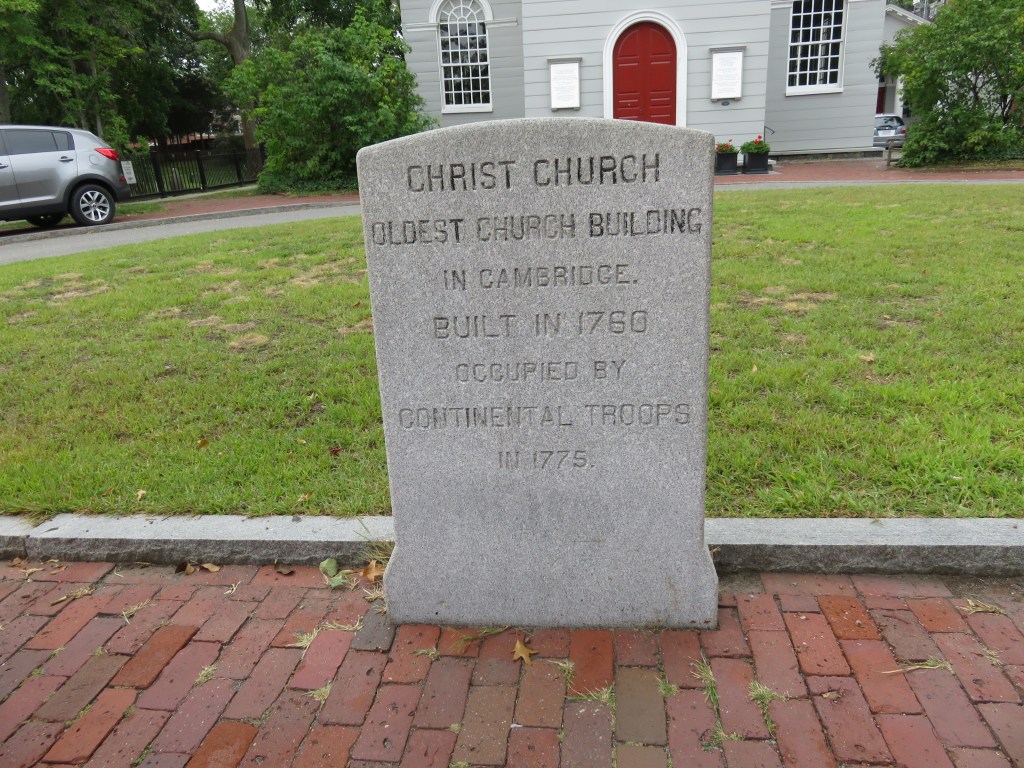 CHRIST CHURCH
OLDEST CHURCH BUILDING
IN CAMBRIDGE.
BUILT IN 1760
OCCUPIED BY
CONTINENTAL TROOPS
IN 1775.